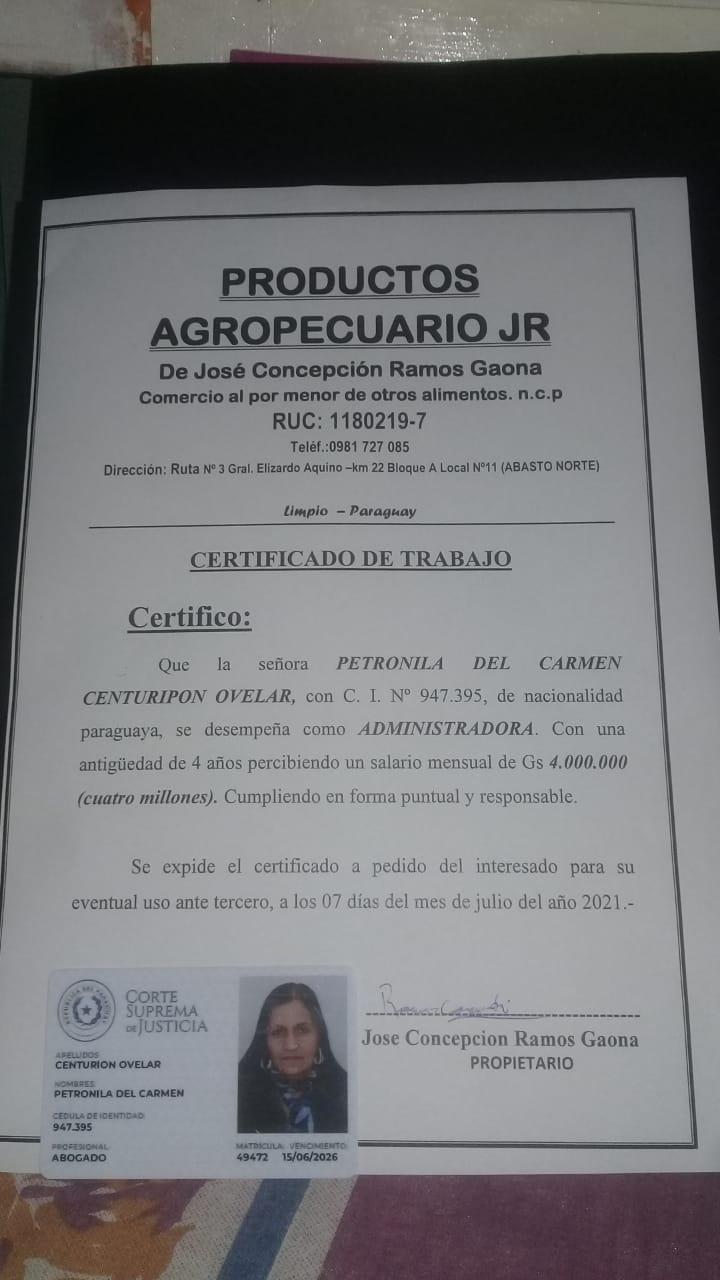 PRODUCTOS
AGROPECUARIO JR
De José Concepción Ramos Gaona
Comercio al por menor de otros alimentos. n.c.p
RUC: 1180219-7
Teléf.:0981 727 085
Dirección: Ruta Nº 3 Gral. Elizardo Aquino –km 22 Bloque A Local Nº11 (ABASTO NORTE)
Limpio – Paraguay
CERTIFICADO DE TRABAJO
Certifico:
Que la señora PETRONILA DEL CARMEN
CENTURIPON OVELAR, con C. I. Nº 947.395, de nacionalidad
paraguaya, se desempeña como ADMINISTRADORA. Con una
antigüedad de 4 años percibiendo un salario mensual de Gs 4.000.000
(cuatro millones). Cumpliendo en forma puntual y responsable.
Se expide el certificado a pedido del interesado para su
eventual uso ante tercero, a los 07 días del mes de julio del año 2021.-
Jose Concepcion Ramos Gaona
PROPIETARIO
REPUBLICA DEL PARAGUAY
CORTE
SUPREMA
DE JUSTICIA
APELLIDOS
CENTURION OVELAR
NOMBRES
PETRONILA DEL CARMEN
CÉDULA DE IDENTIDAD
947.395
PROFESIONAL
ABOGADO
MATRÍCULA: VENCIMIENTO:
49472 15/06/2026